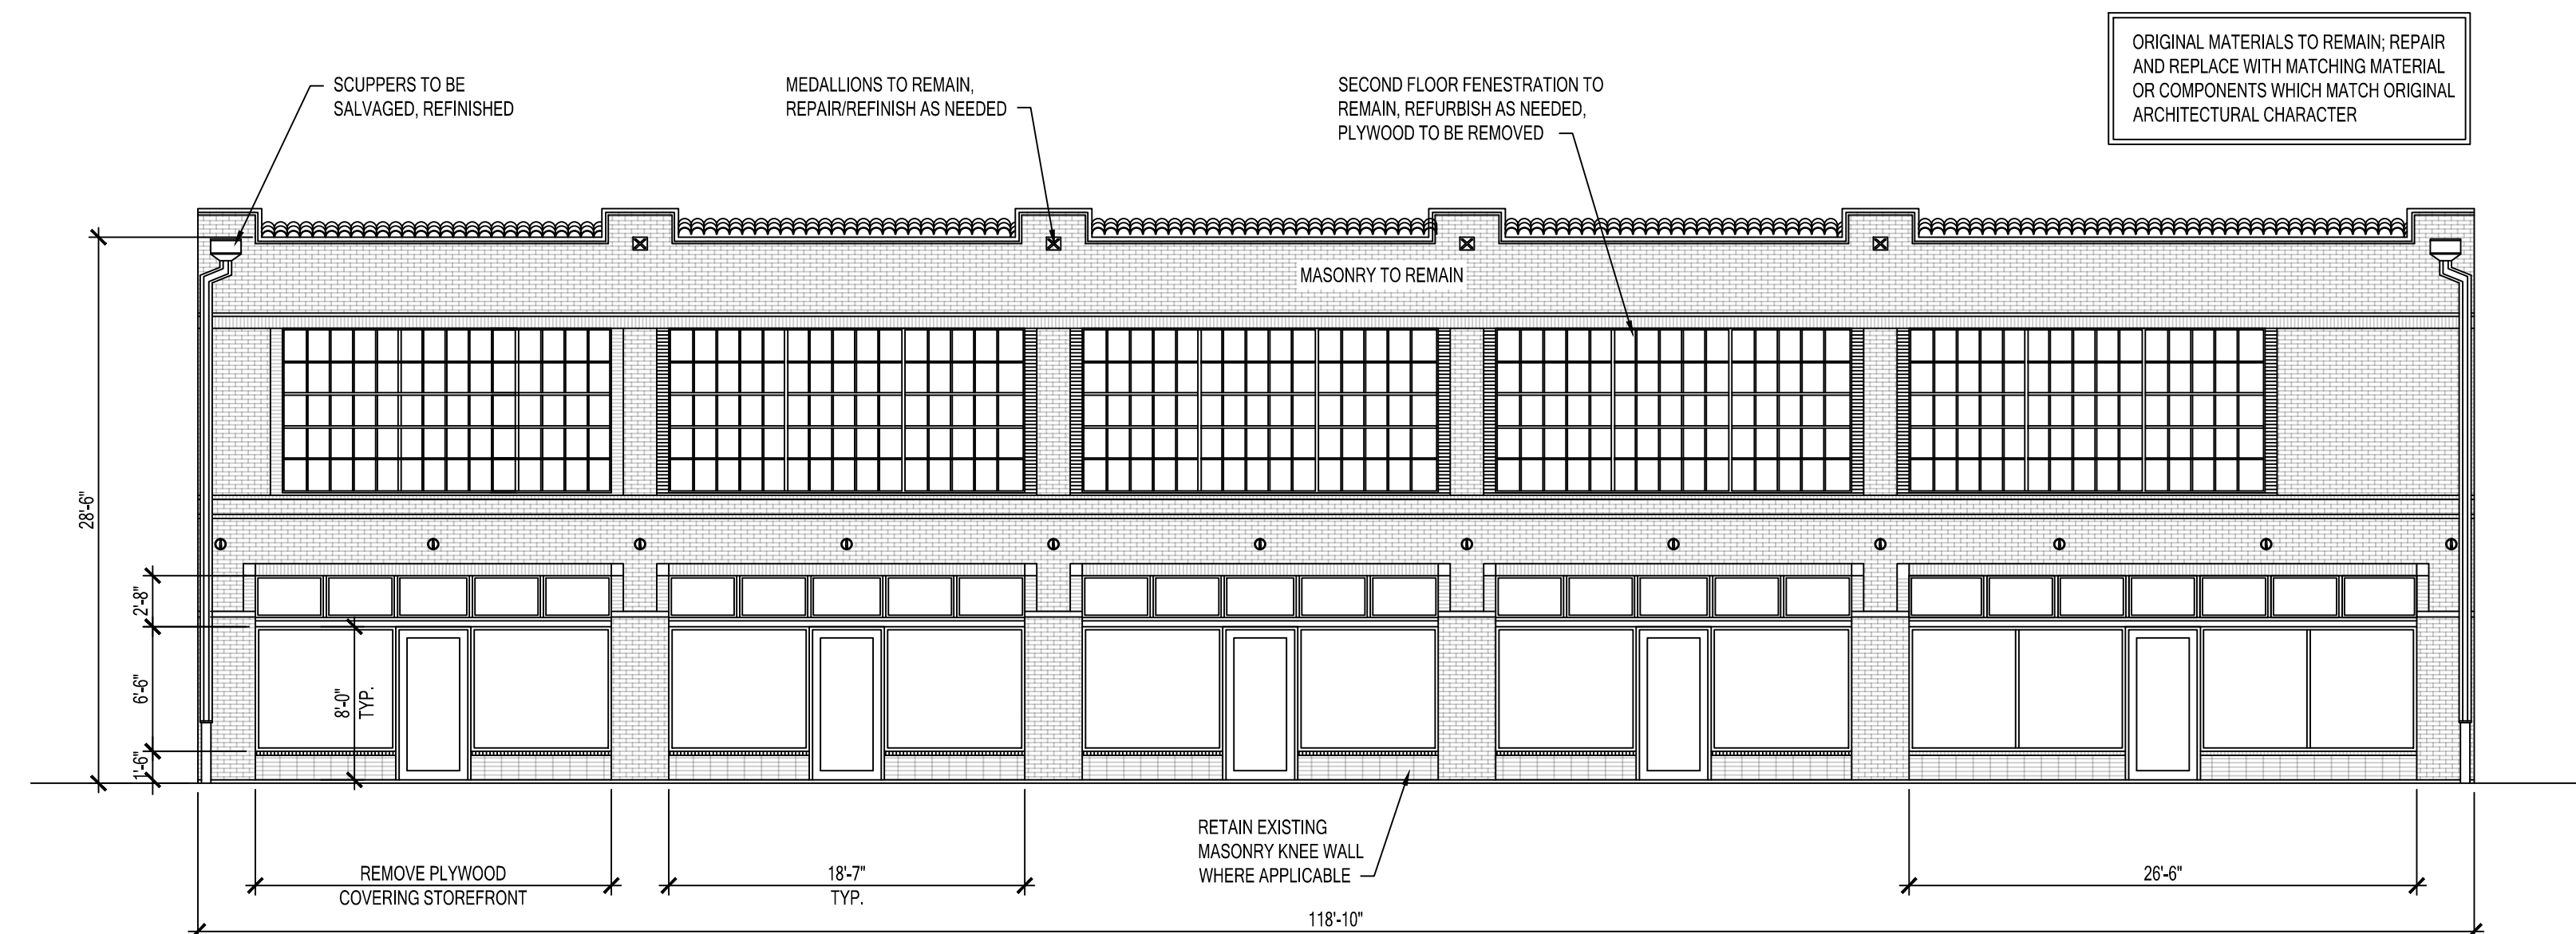 ORIGINAL MATERIALS TO REMAIN; REPAIR
AND REPLACE WITH MATCHING MATERIAL
OR COMPONENTS WHICH MATCH ORIGINAL
ARCHITECTURAL CHARACTER
SCUPPERS TO BE
SALVAGED, REFINISHED
MEDALLIONS TO REMAIN,
REPAIR/REFINISH AS NEEDED
SECOND FLOOR FENESTRATION TO
REMAIN, REFURBISH AS NEEDED,
PLYWOOD TO BE REMOVED
MASONRY TO REMAIN
28'-6"
2'-8"
6'-6"
1'-6"
8'-0"
TYP.
REMOVE PLYWOOD
COVERING STOREFRONT
18'-7"
TYP.
RETAIN EXISTING
MASONRY KNEE WALL
WHERE APPLICABLE
26'-6"
118'-10"